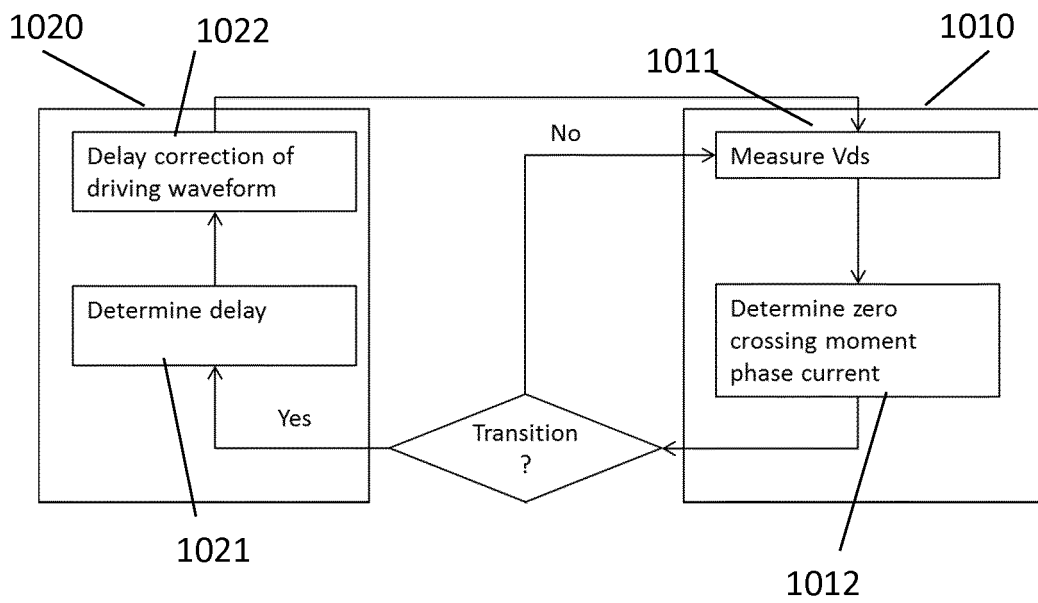 1020
1022
1011
1010
No
Delay correction of
driving waveform
Measure Vds
Determine delay
Determine zero
crossing moment
phase current
Yes
Transition
?
1021
1012